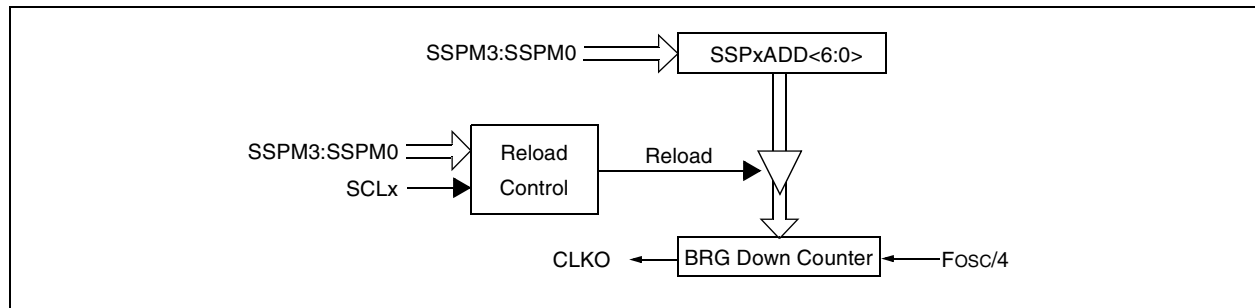 SSPM3:SSPM0
SSPxADD<6:0>
SSPM3:SSPM0
SCLx
Reload
Control
Reload
CLKO
BRG Down Counter
FOSC/4